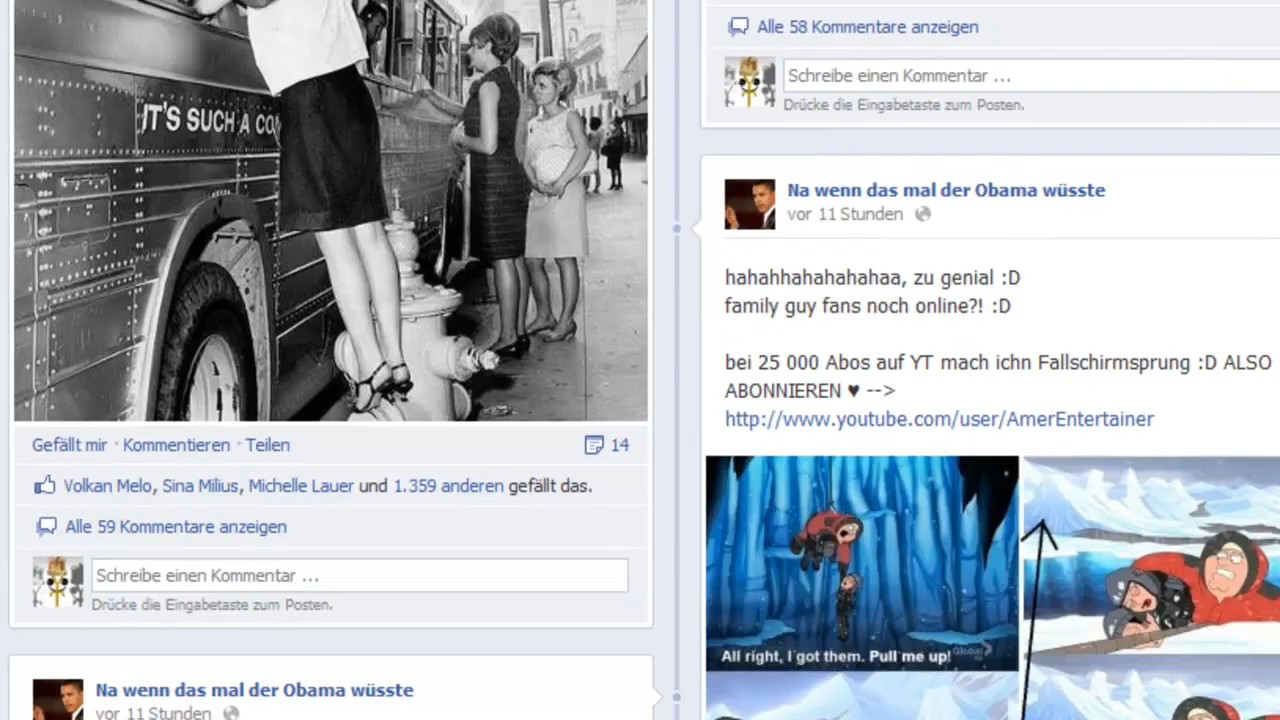 IT'S SUCH A CO
Gefällt mir · Kommentieren · Teilen
14
Volkan Melo, Sina Milius, Michelle Lauer und 1.359 anderen gefällt das.
Alle 59 Kommentare anzeigen
Schreibe einen Kommentar ...
Drücke die Eingabetaste zum Posten.
Na wenn das mal der Obama wüsste
vor 11 Stunden
Alle 58 Kommentare anzeigen
Schreibe einen Kommentar ...
Drücke die Eingabetaste zum Posten.
Na wenn das mal der Obama wüsste
vor 11 Stunden
hahahhahahahahaa, zu genial :D
family guy fans noch online?! :D
bei 25 000 Abos auf YT mach ichn Fallschirmsprung :D ALSO
ABONNIEREN ♥ -->
http://www.youtube.com/user/AmerEntertainer
All right, I got them. Pull me up!
Global